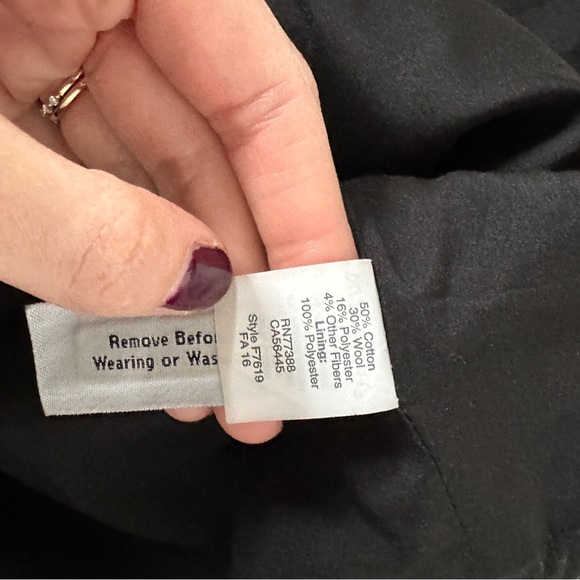 50% Cotton
30% Wool
16% Polyester
4% Other Fibers
Lining:
100% Polyester
RN77388
CA56445
Style F7619
FA 16
Remove Befo
Wearing or Was